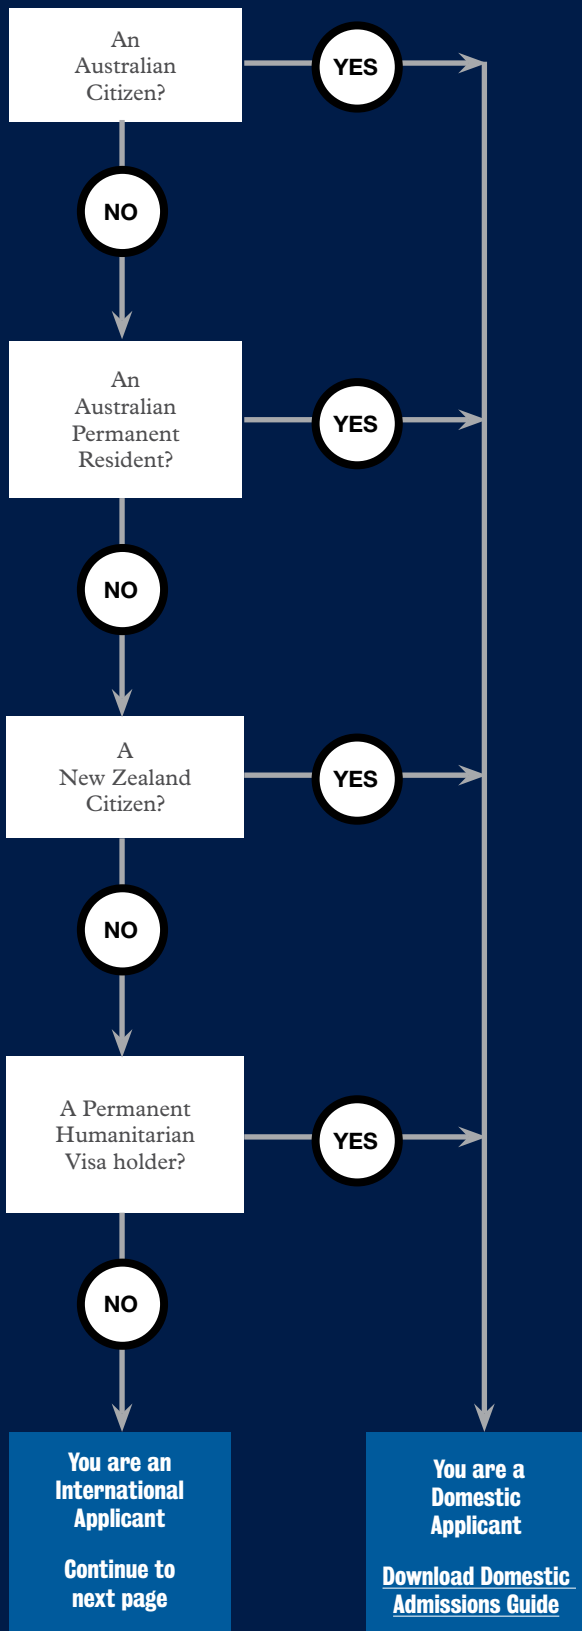 An
Australian
Citizen?
YES
NO
An
Australian
Permanent
Resident?
YES
NO
A
New Zealand
Citizen?
YES
NO
A Permanent
Humanitarian
Visa holder?
YES
NO
You are an
International
Applicant
Continue to
next page
You are a
Domestic
Applicant
Download Domestic
Admissions Guide